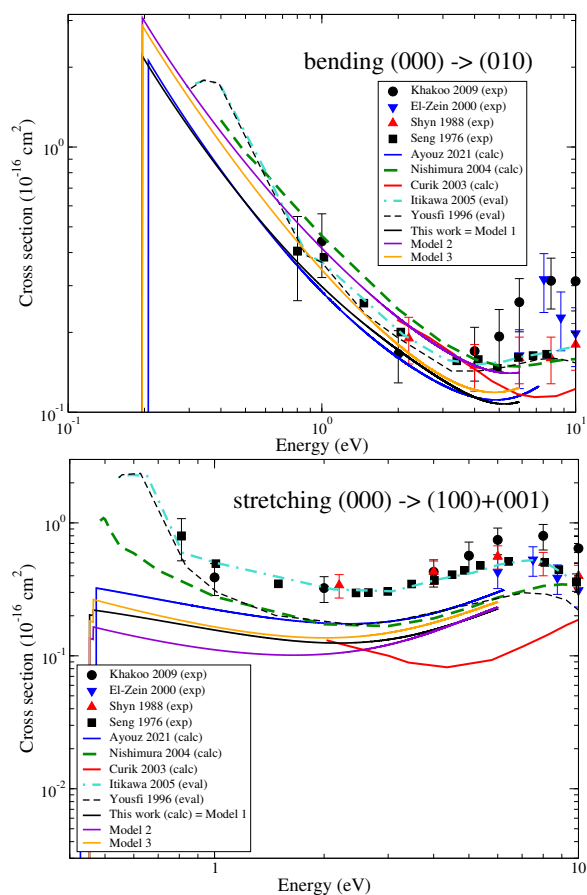 bending (000) -> (010)
Khakoo 2009 (exp)
El-Zein 2000 (exp)
Shyn 1988 (exp)
Seng 1976 (exp)
Ayouz 2021 (calc)
Nishimura 2004 (calc)
Curik 2003 (calc)
Itikawa 2005 (eval)
Yousfi 1996 (eval)
This work = Model 1
Model 2
Model 3
Cross section (10^-16 cm^2)
10^0
10^-1
10^-1 10^0 10^1
Energy (eV)
stretching (000) -> (100)+(001)
Cross section (10^-16 cm^2)
10^0
10^-1
10^-2
Khakoo 2009 (exp)
El-Zein 2000 (exp)
Shyn 1988 (exp)
Seng 1976 (exp)
Ayouz 2021 (calc)
Nishimura 2004 (calc)
Curik 2003 (calc)
Itikawa 2005 (eval)
Yousfi 1996 (eval)
This work (calc) = Model 1
Model 2
Model 3
1 10
Energy (eV)